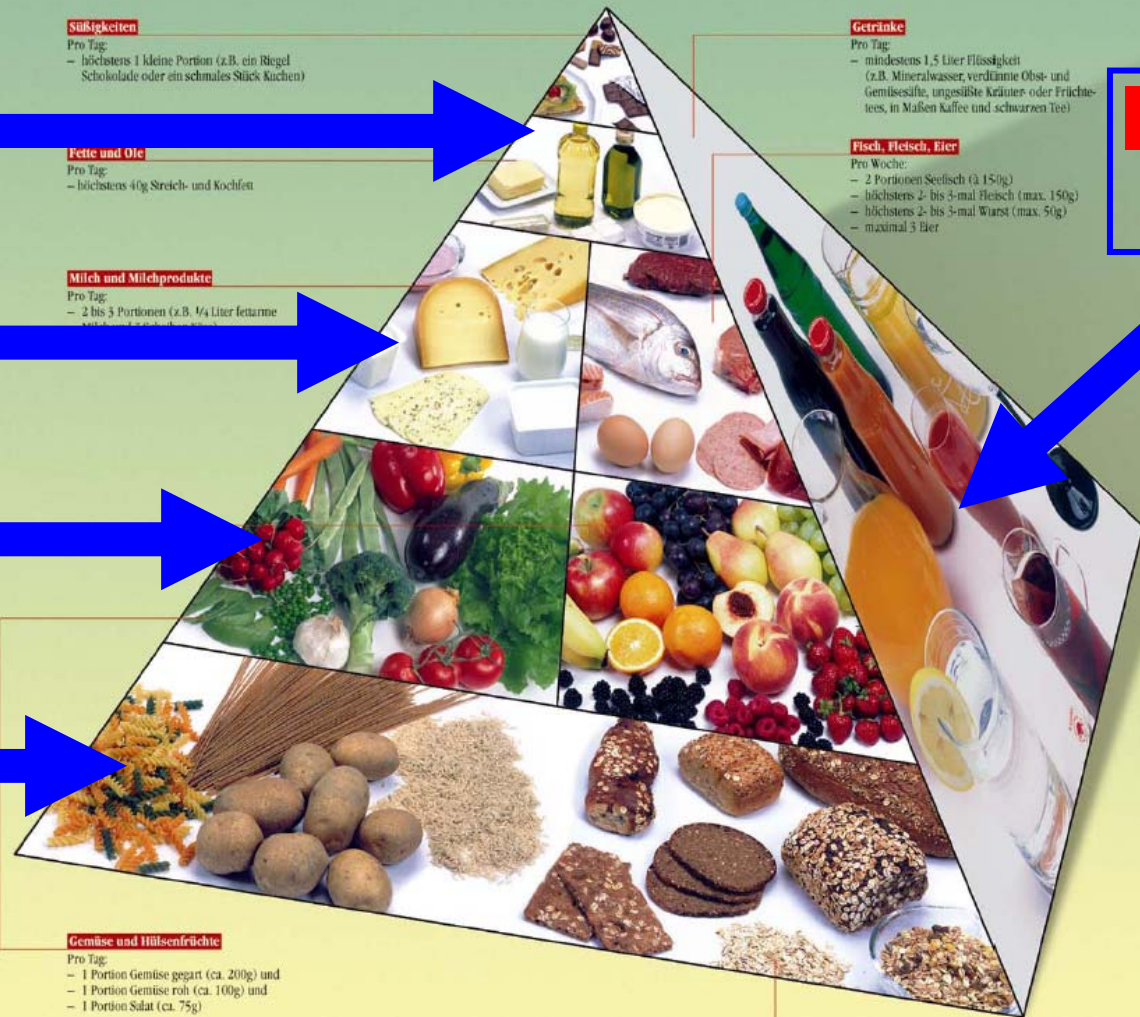 Süßigkeiten
Pro Tag:
– höchstens 1 kleine Portion (z.B. ein Riegel
Schokolade oder ein schmales Stück Kuchen)
Fette und Öle
Pro Tag:
– höchstens 40g Streich- und Kochfett
Milch und Milchprodukte
Pro Tag:
– 2 bis 3 Portionen (z.B. 1/4 Liter fettarme
Gemüse und Hülsenfrüchte
Pro Tag:
– 1 Portion Gemüse gegart (ca. 200g) und
– 1 Portion Gemüse roh (ca. 100g) und
– 1 Portion Salat (ca. 75g)
Getränke
Pro Tag:
– mindestens 1,5 Liter Flüssigkeit
(z.B. Mineralwasser, verdünnte Obst- und
Gemüsesäfte, ungesüßte Kräuter- oder Früchte-
tees, in Maßen Kaffee und schwarzen Tee)
Fisch, Fleisch, Eier
Pro Woche:
– 2 Portionen Seefisch (à 150g)
– höchstens 2- bis 3-mal Fleisch (max. 150g)
– höchstens 2- bis 3-mal Wurst (max. 50g)
– maximal 3 Eier